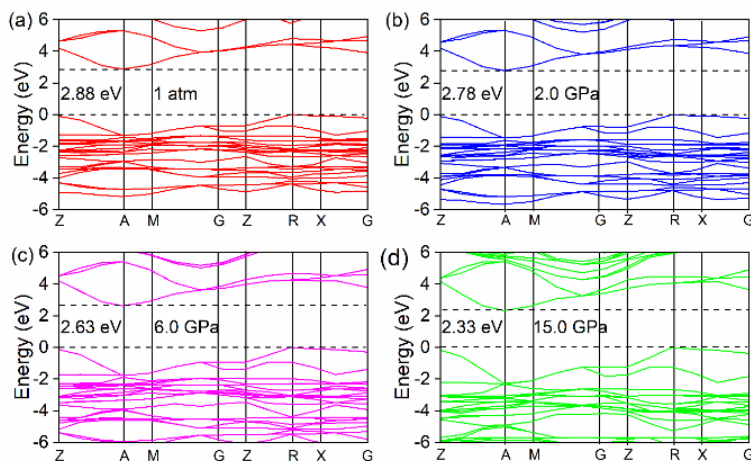 (a)
Energy (eV)
6
4
2
0
-2
-4
-6
2.88 eV
1 atm
Z A M G Z R X G
(b)
Energy (eV)
6
4
2
0
-2
-4
-6
2.78 eV
2.0 GPa
Z A M G Z R X G
(c)
Energy (eV)
6
4
2
0
-2
-4
-6
2.63 eV
6.0 GPa
Z A M G Z R X G
(d)
Energy (eV)
6
4
2
0
-2
-4
-6
2.33 eV
15.0 GPa
Z A M G Z R X G